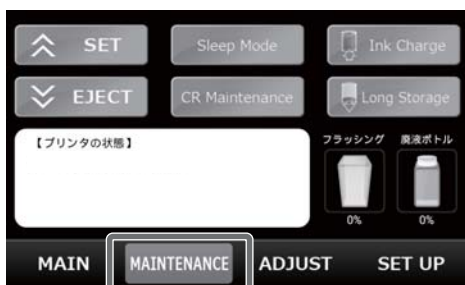 SET
Sleep Mode
Ink Charge
EJECT
CR Maintenance
Long Storage
【プリンタの状態】
フラッシング
廃液ボトル
0%
0%
MAIN
MAINTENANCE
ADJUST
SET UP